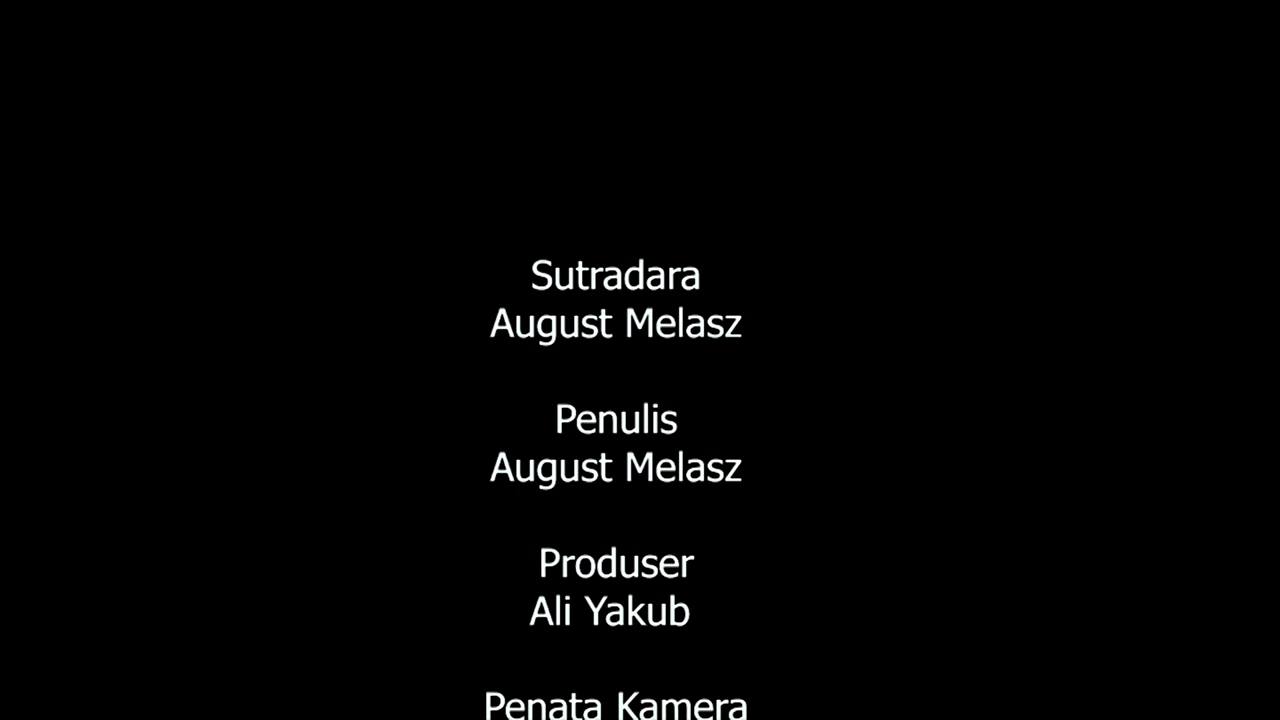 Sutradara
August Melasz
Penulis
August Melasz
Produser
Ali Yakub
Penata Kamera